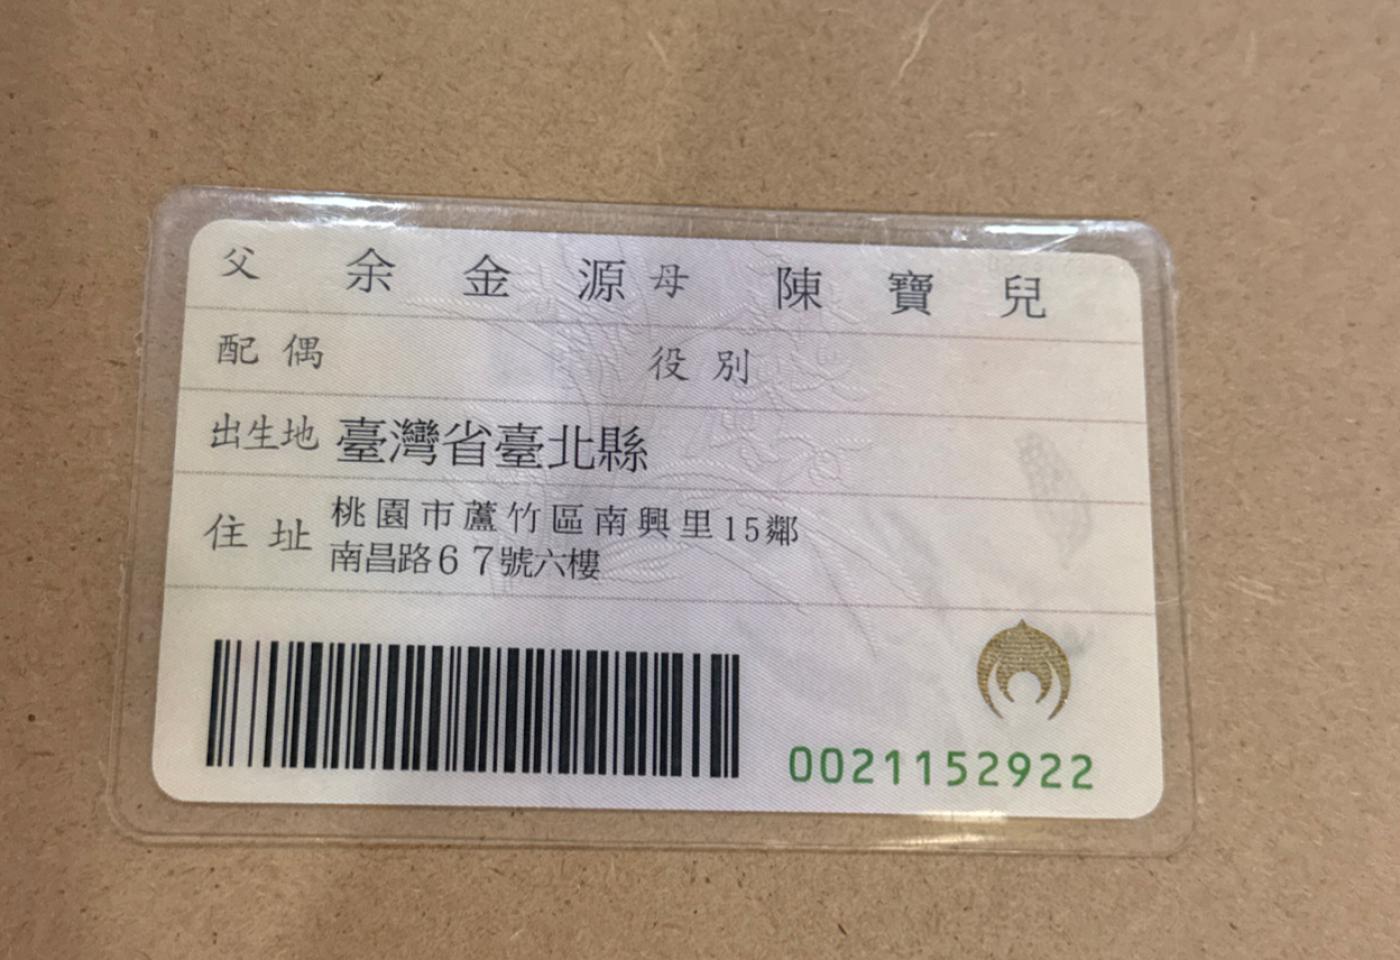 父 余金源 母 陳寶兒
配偶 役別
出生地 臺灣省臺北縣
住址 桃園市蘆竹區南興里15鄰
南昌路67號六樓
0021152922